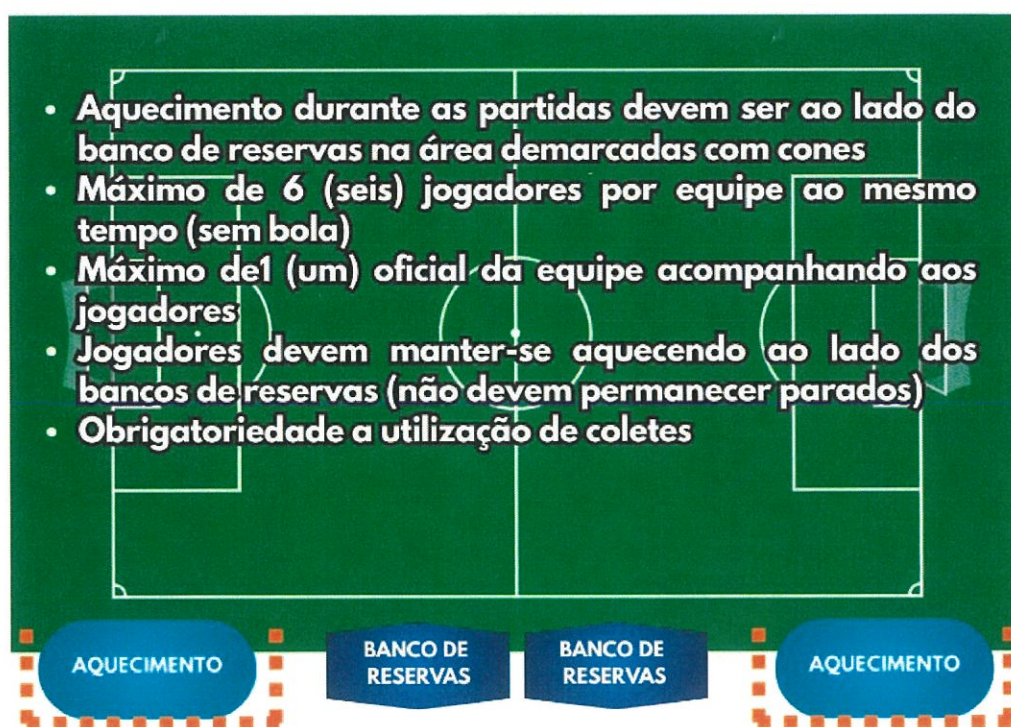 • Aquecimento durante as partidas devem ser ao lado do
banco de reservas na área demarcadas com cones
• Máximo de 6 (seis) jogadores por equipe ao mesmo
tempo (sem bola)
• Máximo de1 (um) oficial da equipe acompanhando aos
jogadores
• Jogadores devem manter-se aquecendo ao lado dos
bancos de reservas (não devem permanecer parados)
• Obrigatoriedade a utilização de coletes
AQUECIMENTO
BANCO DE
RESERVAS
BANCO DE
RESERVAS
AQUECIMENTO